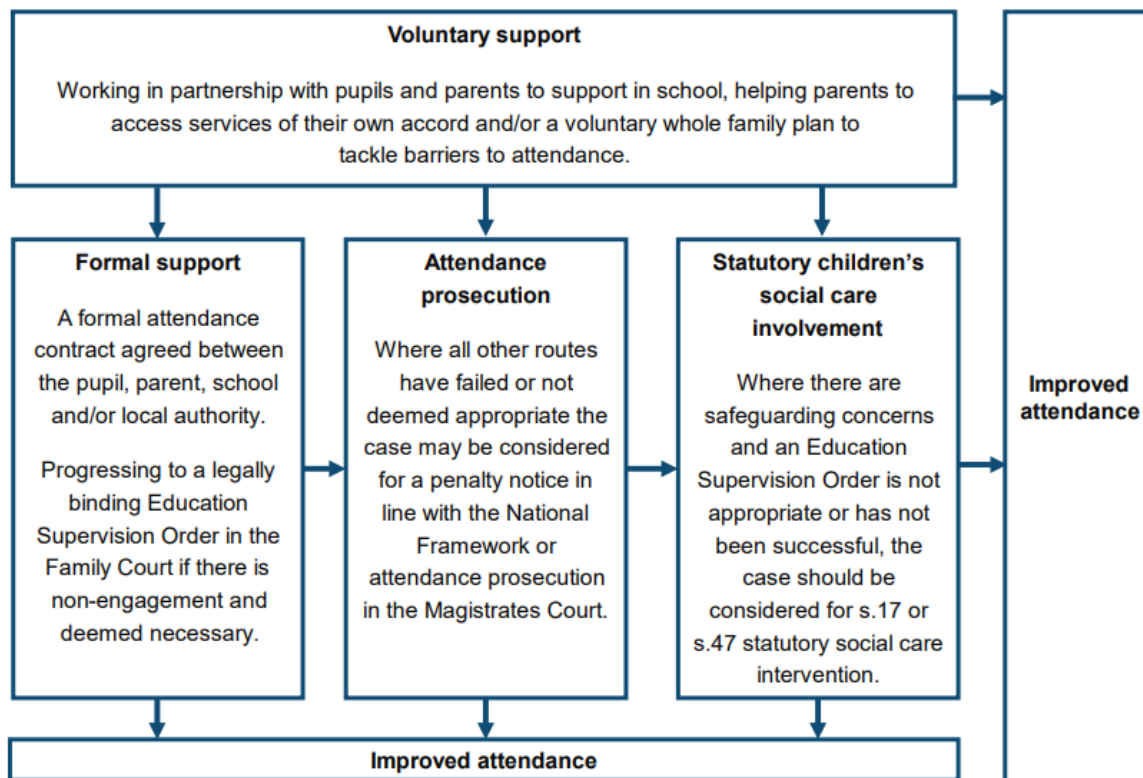 Voluntary support
Working in partnership with pupils and parents to support in school, helping parents to
access services of their own accord and/or a voluntary whole family plan to
tackle barriers to attendance.
Formal support
A formal attendance
contract agreed between
the pupil, parent, school
and/or local authority.
Progressing to a legally
binding Education
Supervision Order in the
Family Court if there is
non-engagement and
deemed necessary.
Attendance
prosecution
Where all other routes
have failed or not
deemed appropriate the
case may be considered
for a penalty notice in
line with the National
Framework or
attendance prosecution
in the Magistrates Court.
Statutory children’s
social care
involvement
Where there are
safeguarding concerns
and an Education
Supervision Order is not
appropriate or has not
been successful, the
case should be
considered for s.17 or
s.47 statutory social care
intervention.
Improved
attendance
Improved attendance